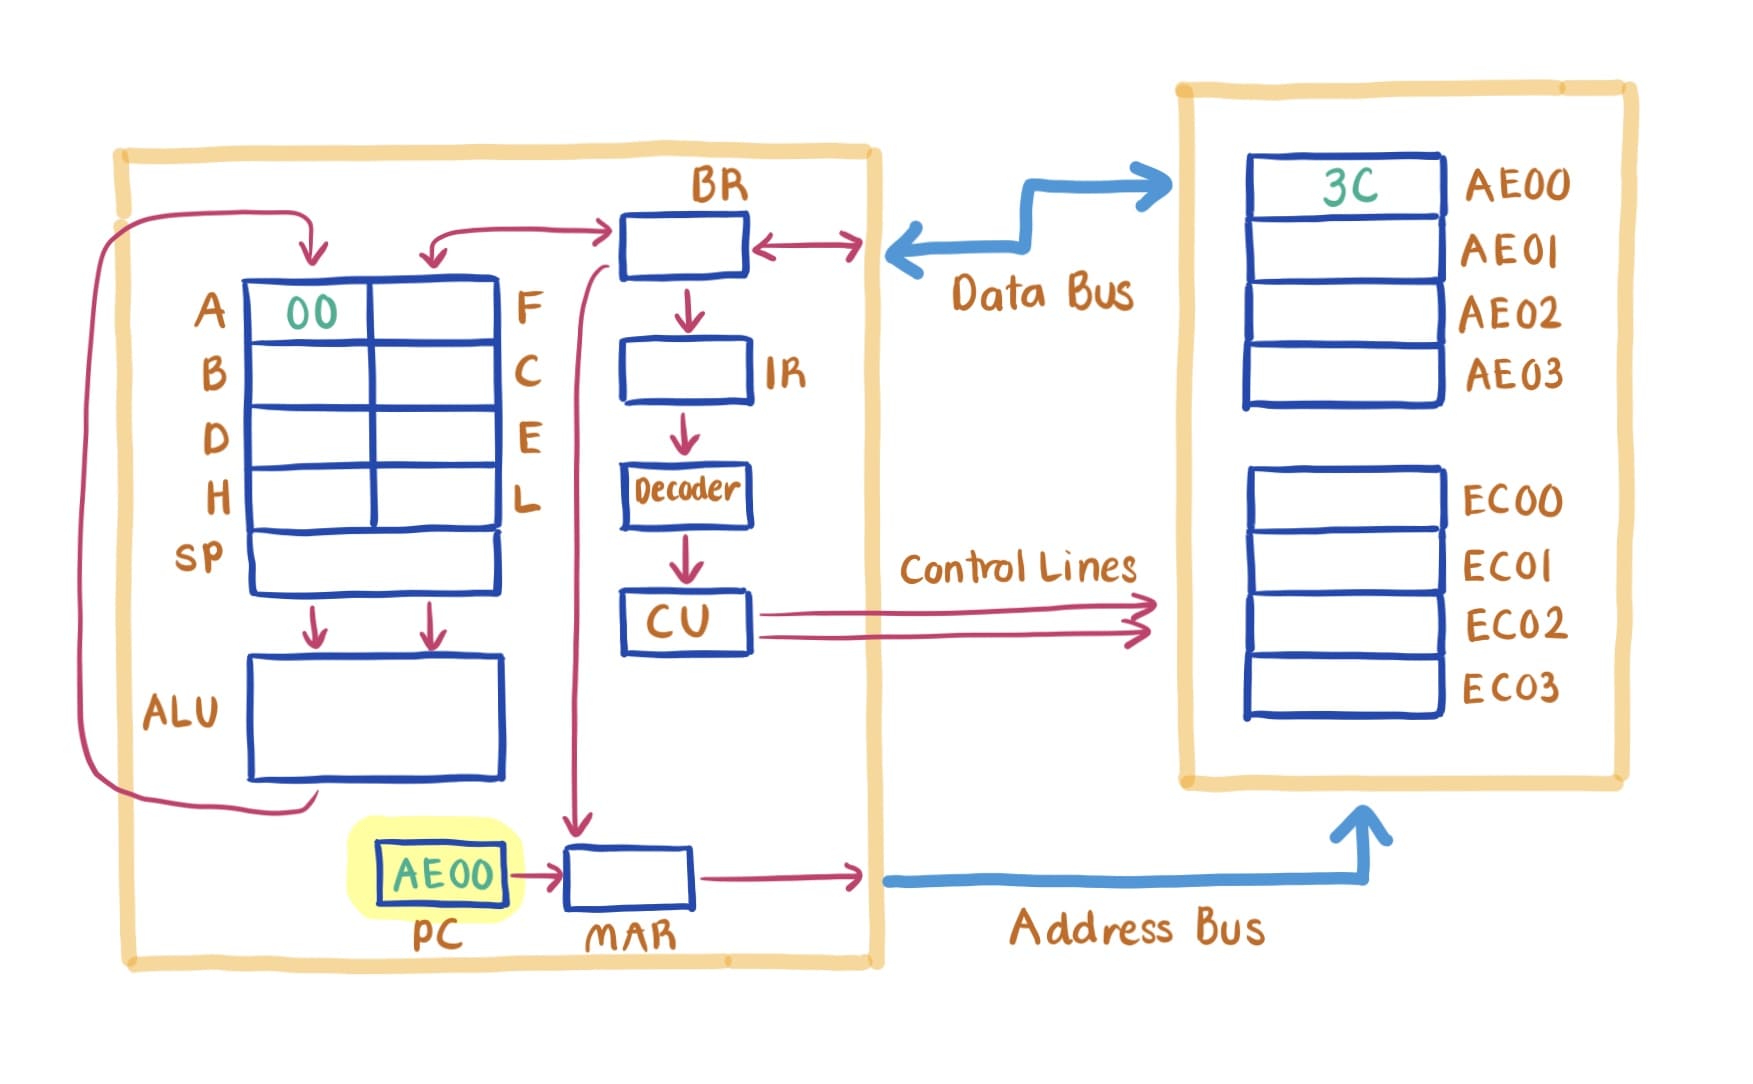 BR
3C AE00
AE01
Data Bus
A 00 F
AE02
B C
IR
AE03
D E
Decoder
H L
EC00
SP
Control Lines
EC01
CU
EC02
EC03
ALU
AE00
PC
MAR
Address Bus